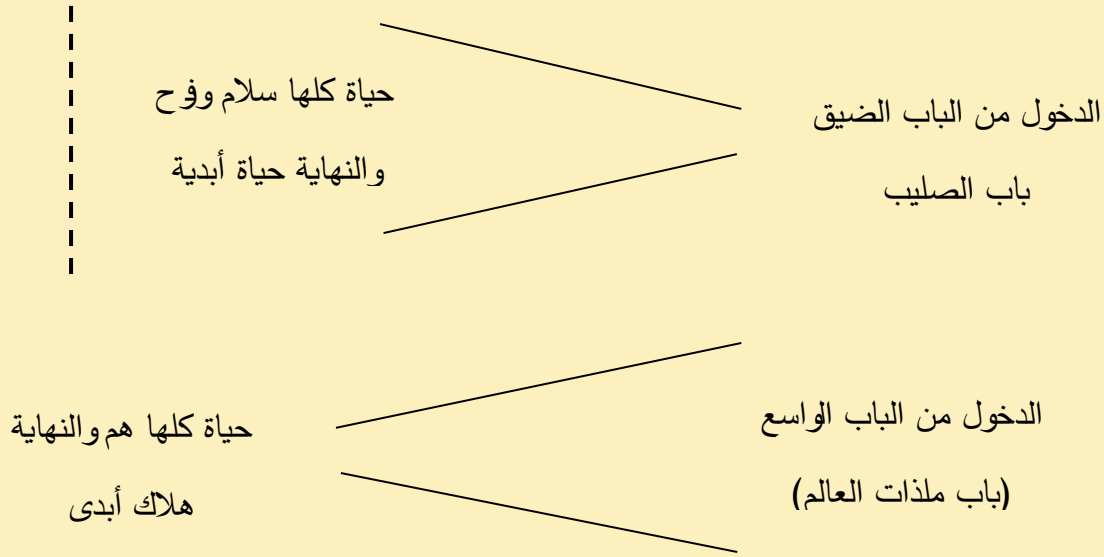 الدخول من الباب الضيق
باب الصليب
حياة كلها سلام وفرح
والنهاية حياة أبدية
الدخول من الباب الواسع
(باب ملذات العالم)
حياة كلها هم والنهاية
هلاك أبدى